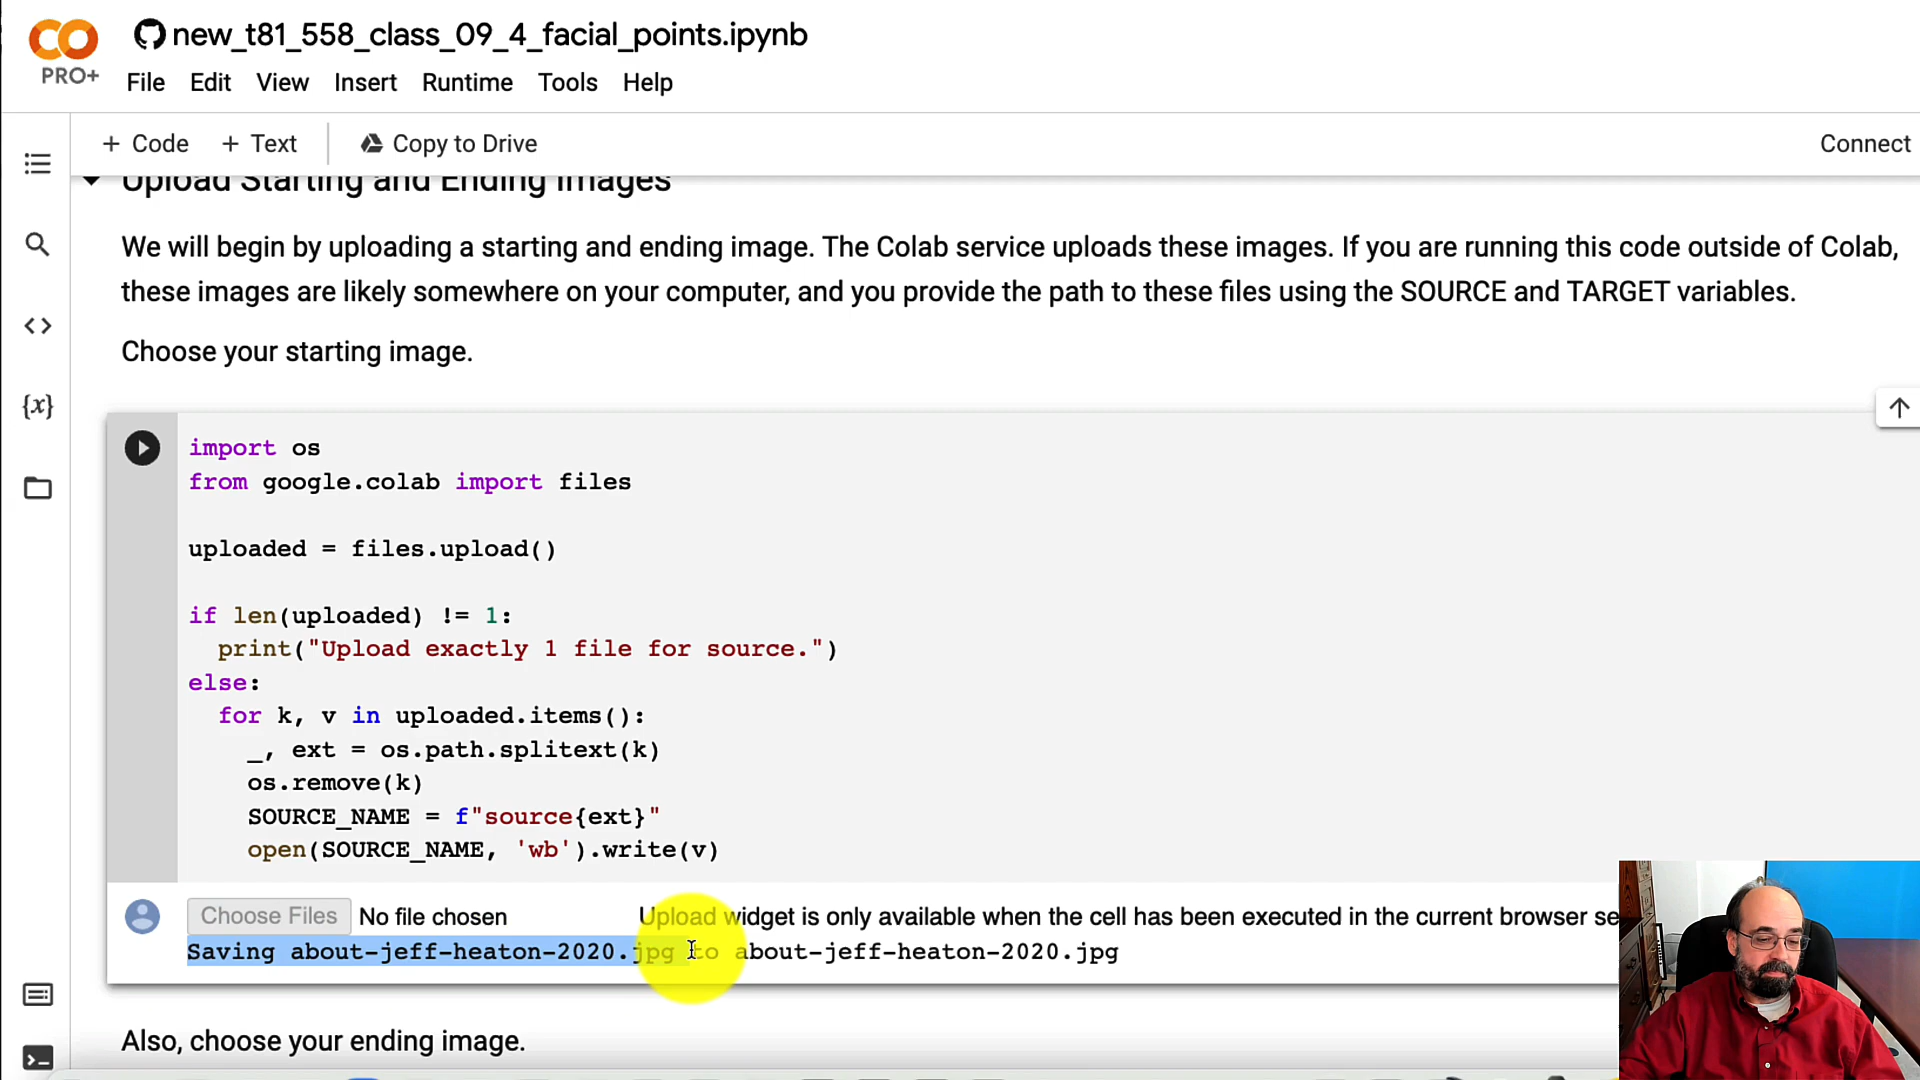 new_t81_558_class_09_4_facial_points.ipynb
PRO+
File Edit View Insert Runtime Tools Help
+ Code + Text Copy to Drive Connect
Upload Starting and Ending Images
We will begin by uploading a starting and ending image. The Colab service uploads these images. If you are running this code outside of Colab,
these images are likely somewhere on your computer, and you provide the path to these files using the SOURCE and TARGET variables.
Choose your starting image.
{x}
import os
from google.colab import files
uploaded = files.upload()
if len(uploaded) != 1:
print("Upload exactly 1 file for source.")
else:
for k, v in uploaded.items():
_, ext = os.path.splitext(k)
os.remove(k)
SOURCE_NAME = f"source{ext}"
open(SOURCE_NAME, 'wb').write(v)
Choose Files No file chosen Upload widget is only available when the cell has been executed in the current browser se
Saving about-jeff-heaton-2020.jpg to about-jeff-heaton-2020.jpg
Also, choose your ending image.